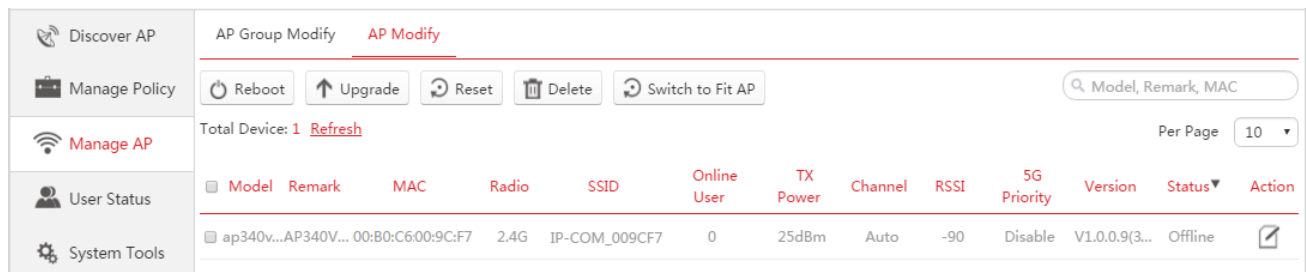 Discover AP
Manage Policy
Manage AP
User Status
System Tools
AP Group Modify AP Modify
Reboot Upgrade Reset Delete Switch to Fit AP Model, Remark, MAC
Total Device: 1 Refresh Per Page 10
Model Remark MAC Radio SSID Online User TX Power Channel RSSI 5G Priority Version Status▼ Action
ap340v...AP340V... 00:B0:C6:00:9C:F7 2.4G IP-COM_009CF7 0 25dBm Auto -90 Disable V1.0.0.9(3... Offline